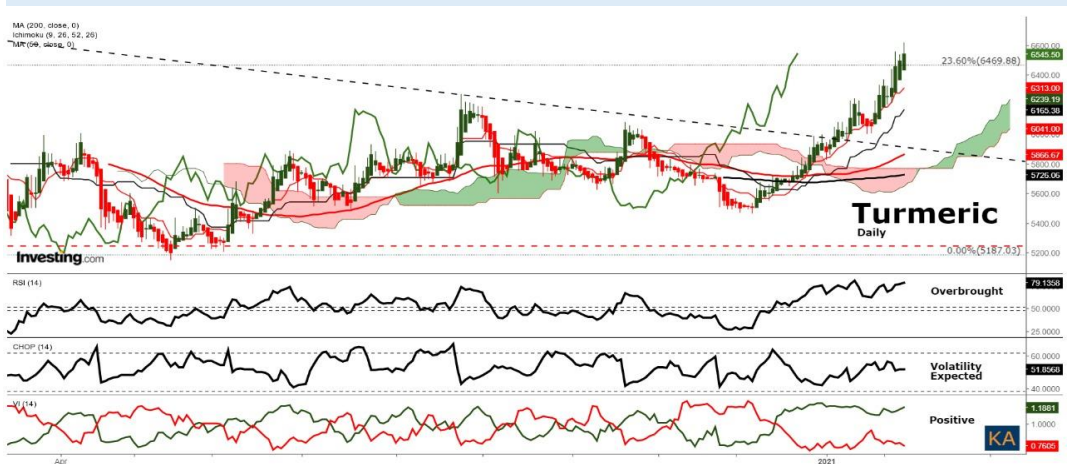 MA (200, close, 0)
Ichimoku (9, 26, 52, 26)
MA (50, close, 0)
6600.00
6545.50
23.60%(6469.88)
6400.00
6313.00
6239.19
6165.38
6041.00
5866.67
5800.00
5725.06
5600.00
Turmeric
Daily
5400.00
0.00%(5187.03)
5200.00
Investing.com
RSI (14)
79.1358
Overbrought
50.0000
25.0000
CHOP (14)
60.0000
Volatility
Expected
51.8568
40.0000
VI (14)
1.1881
Positive
1.0000
0.7605
KA
Apr
2021